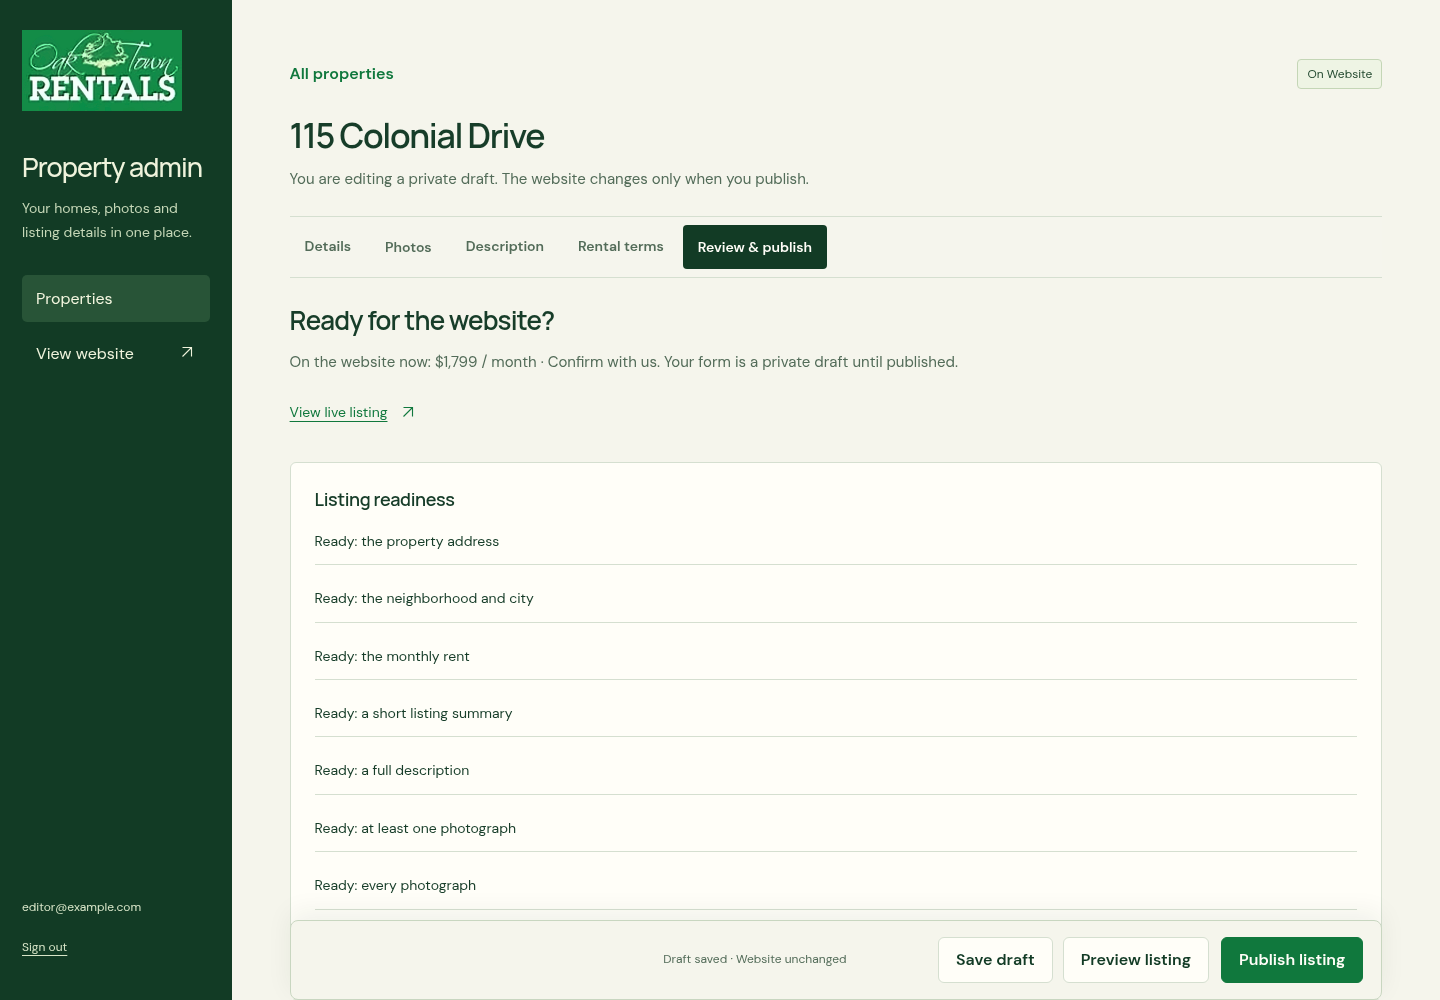 Oak Town
RENTALS
Property admin
Your homes, photos and
listing details in one place.
Properties
View website
editor@example.com
Sign out
All properties
On Website
115 Colonial Drive
You are editing a private draft. The website changes only when you publish.
Details Photos Description Rental terms Review & publish
Ready for the website?
On the website now: $1,799 / month · Confirm with us. Your form is a private draft until published.
View live listing
Listing readiness
Ready: the property address
Ready: the neighborhood and city
Ready: the monthly rent
Ready: a short listing summary
Ready: a full description
Ready: at least one photograph
Ready: every photograph
Draft saved · Website unchanged Save draft Preview listing Publish listing